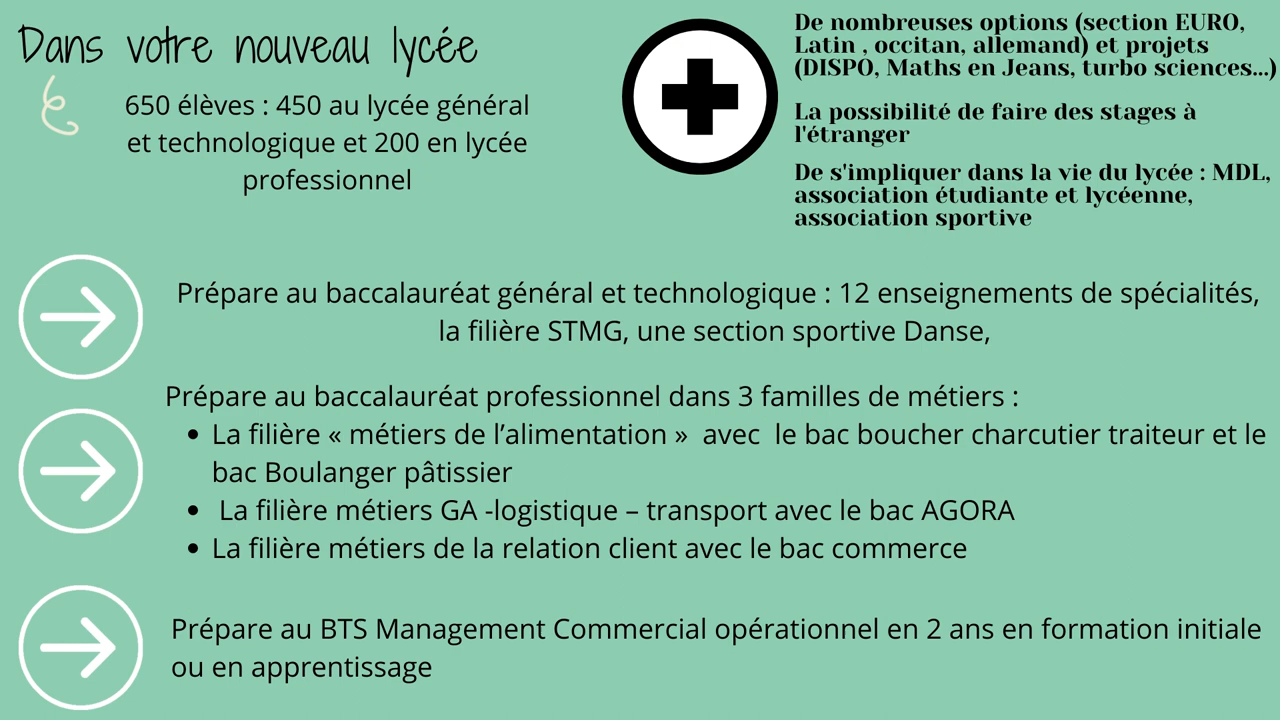 Dans votre nouveau lycée
650 élèves : 450 au lycée général
et technologique et 200 en lycée
professionnel
De nombreuses options (section EURO,
Latin , occitan, allemand) et projets
(DISPO, Maths en Jeans, turbo sciences...)
La possibilité de faire des stages à
l'étranger
De s'impliquer dans la vie du lycée : MDL,
association étudiante et lycéenne,
association sportive
Prépare au baccalauréat général et technologique : 12 enseignements de spécialités,
la filière STMG, une section sportive Danse,
Prépare au baccalauréat professionnel dans 3 familles de métiers :
• La filière « métiers de l’alimentation »  avec  le bac boucher charcutier traiteur et le
bac Boulanger pâtissier
•  La filière métiers GA -logistique – transport avec le bac AGORA
• La filière métiers de la relation client avec le bac commerce
Prépare au BTS Management Commercial opérationnel en 2 ans en formation initiale
ou en apprentissage